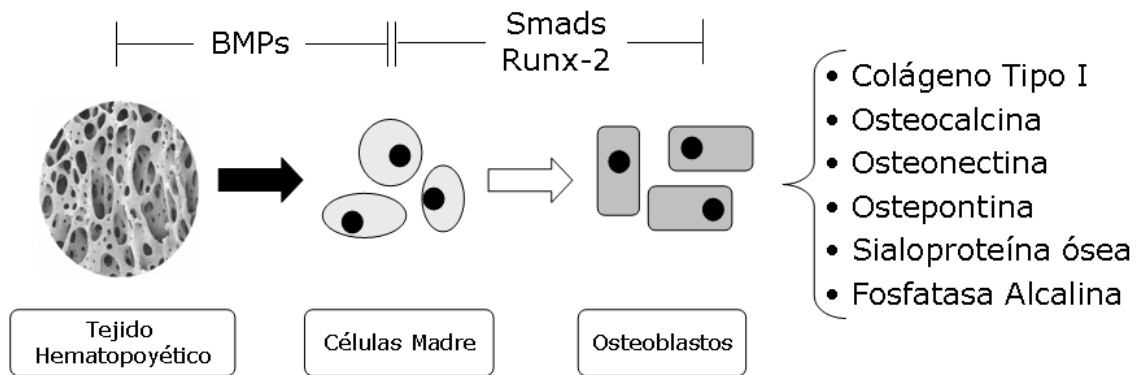 BMPs
Smads
Runx-2
• Colágeno Tipo I
• Osteocalcina
• Osteonectina
• Ostepontina
• Sialoproteína ósea
• Fosfatasa Alcalina
Tejido
Hematopoyético
Células Madre
Osteoblastos